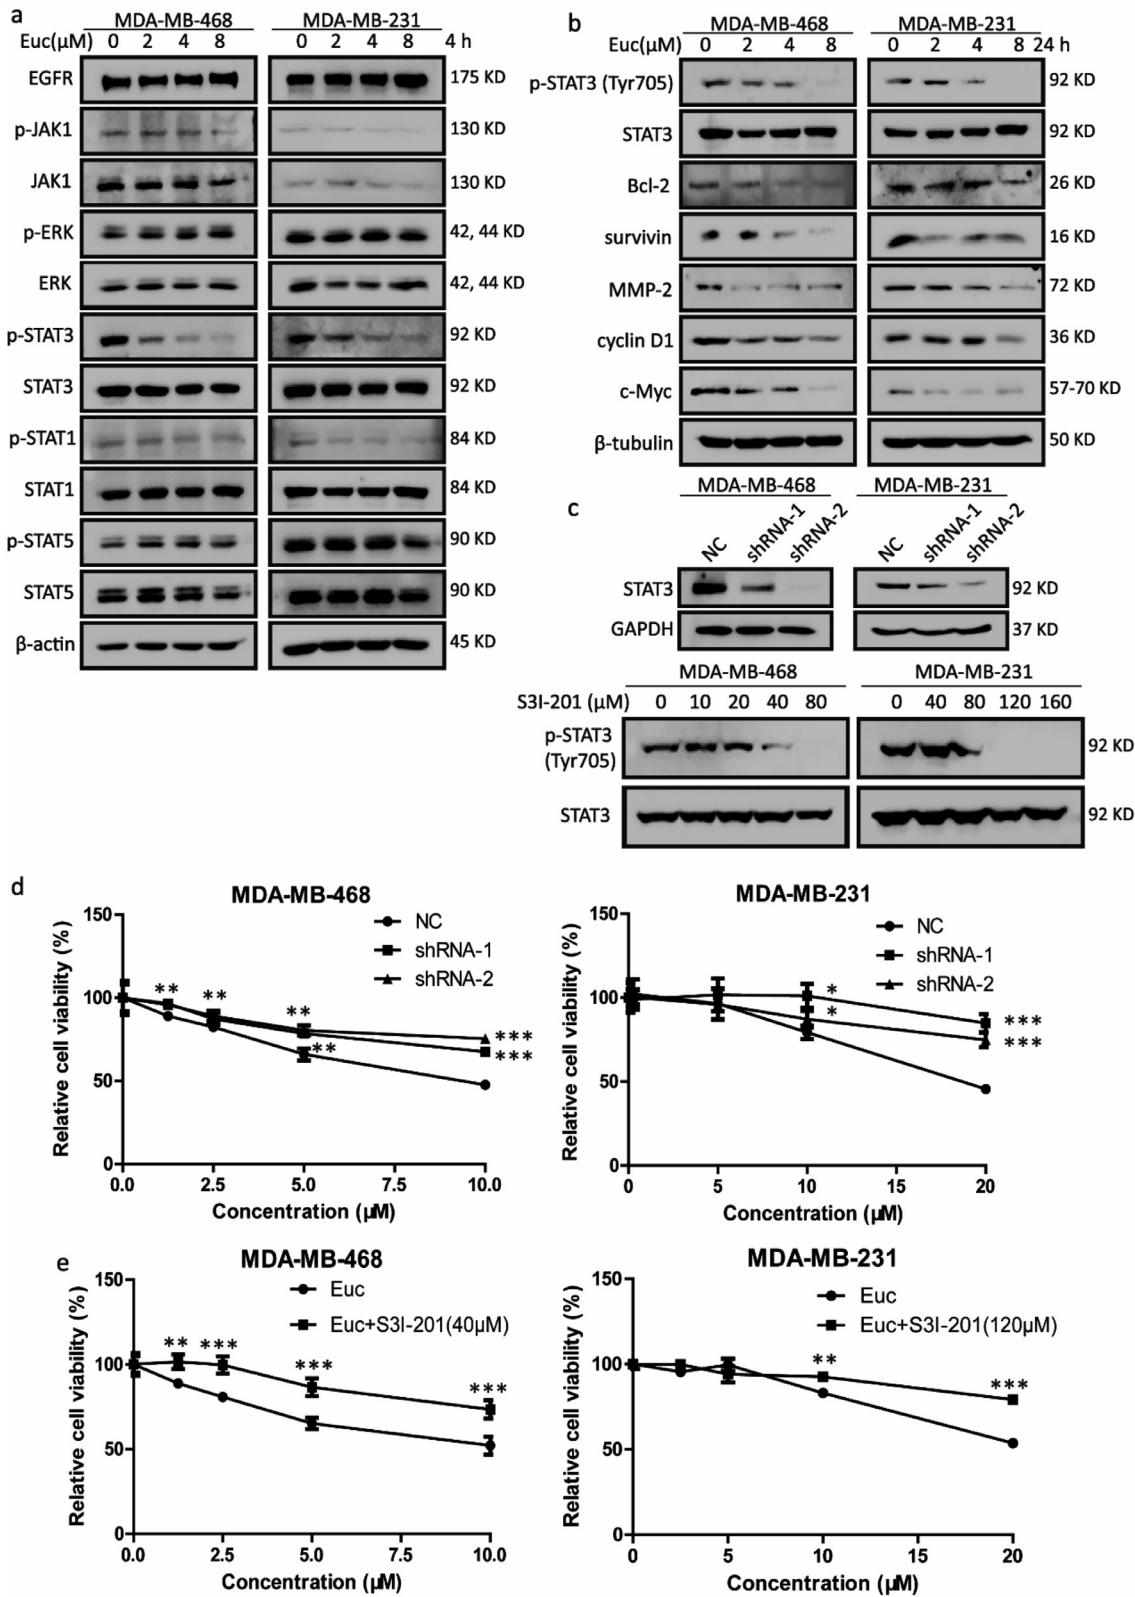 a
MDA-MB-468 MDA-MB-231
Euc(μM) 0 2 4 8 0 2 4 8 4 h
EGFR 175 KD
p-JAK1 130 KD
JAK1 130 KD
p-ERK 42, 44 KD
ERK 42, 44 KD
p-STAT3 92 KD
STAT3 92 KD
p-STAT1 84 KD
STAT1 84 KD
p-STAT5 90 KD
STAT5 90 KD
β-actin 45 KD
b
MDA-MB-468 MDA-MB-231
Euc(μM) 0 2 4 8 0 2 4 8 24 h
p-STAT3 (Tyr705) 92 KD
STAT3 92 KD
Bcl-2 26 KD
survivin 16 KD
MMP-2 72 KD
cyclin D1 36 KD
c-Myc 57-70 KD
β-tubulin 50 KD
c
MDA-MB-468 MDA-MB-231
NC shRNA-1 shRNA-2 NC shRNA-1 shRNA-2
STAT3 92 KD
GAPDH 37 KD
MDA-MB-468 MDA-MB-231
S3I-201 (μM) 0 10 20 40 80 0 40 80 120 160
p-STAT3
(Tyr705) 92 KD
STAT3 92 KD
d
MDA-MB-468
NC
shRNA-1
shRNA-2
Relative cell viability (%)
150
100
50
0
** ** ** ** *** ***
0.0 2.5 5.0 7.5 10.0
Concentration (μM)
MDA-MB-231
NC
shRNA-1
shRNA-2
Relative cell viability (%)
150
100
50
0
* * *** ***
0 5 10 15 20
Concentration (μM)
e
MDA-MB-468
Euc
Euc+S3I-201(40μM)
Relative cell viability (%)
150
100
50
0
** *** *** ***
0.0 2.5 5.0 7.5 10.0
Concentration (μM)
MDA-MB-231
Euc
Euc+S3I-201(120μM)
Relative cell viability (%)
150
100
50
0
** ***
0 5 10 15 20
Concentration (μM)